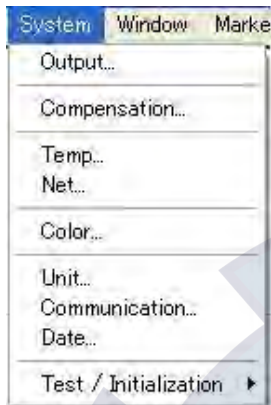 System Window Marke
Output...
Compensation...
Temp...
Net...
Color...
Unit...
Communication...
Date...
Test / Initialization